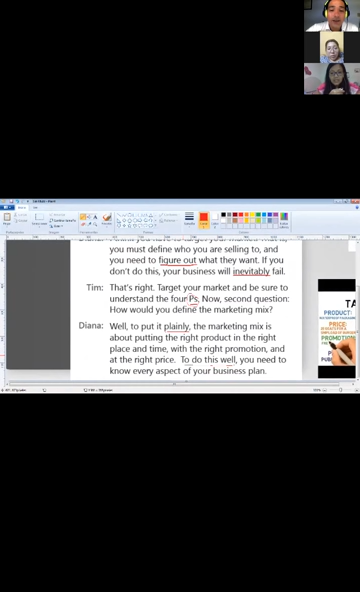 you must define who you are selling to, and
you need to figure out what they want. If you
don't do this, your business will inevitably fail.
Tim: That's right. Target your market and be sure to
understand the four Ps. Now, second question:
How would you define the marketing mix?
Diana: Well, to put it plainly, the marketing mix is
about putting the right product in the right
place and time, with the right promotion, and
at the right price. To do this well, you need to
know every aspect of your business plan.
TA
PRODUCT:
PRICE:
PROMOTION